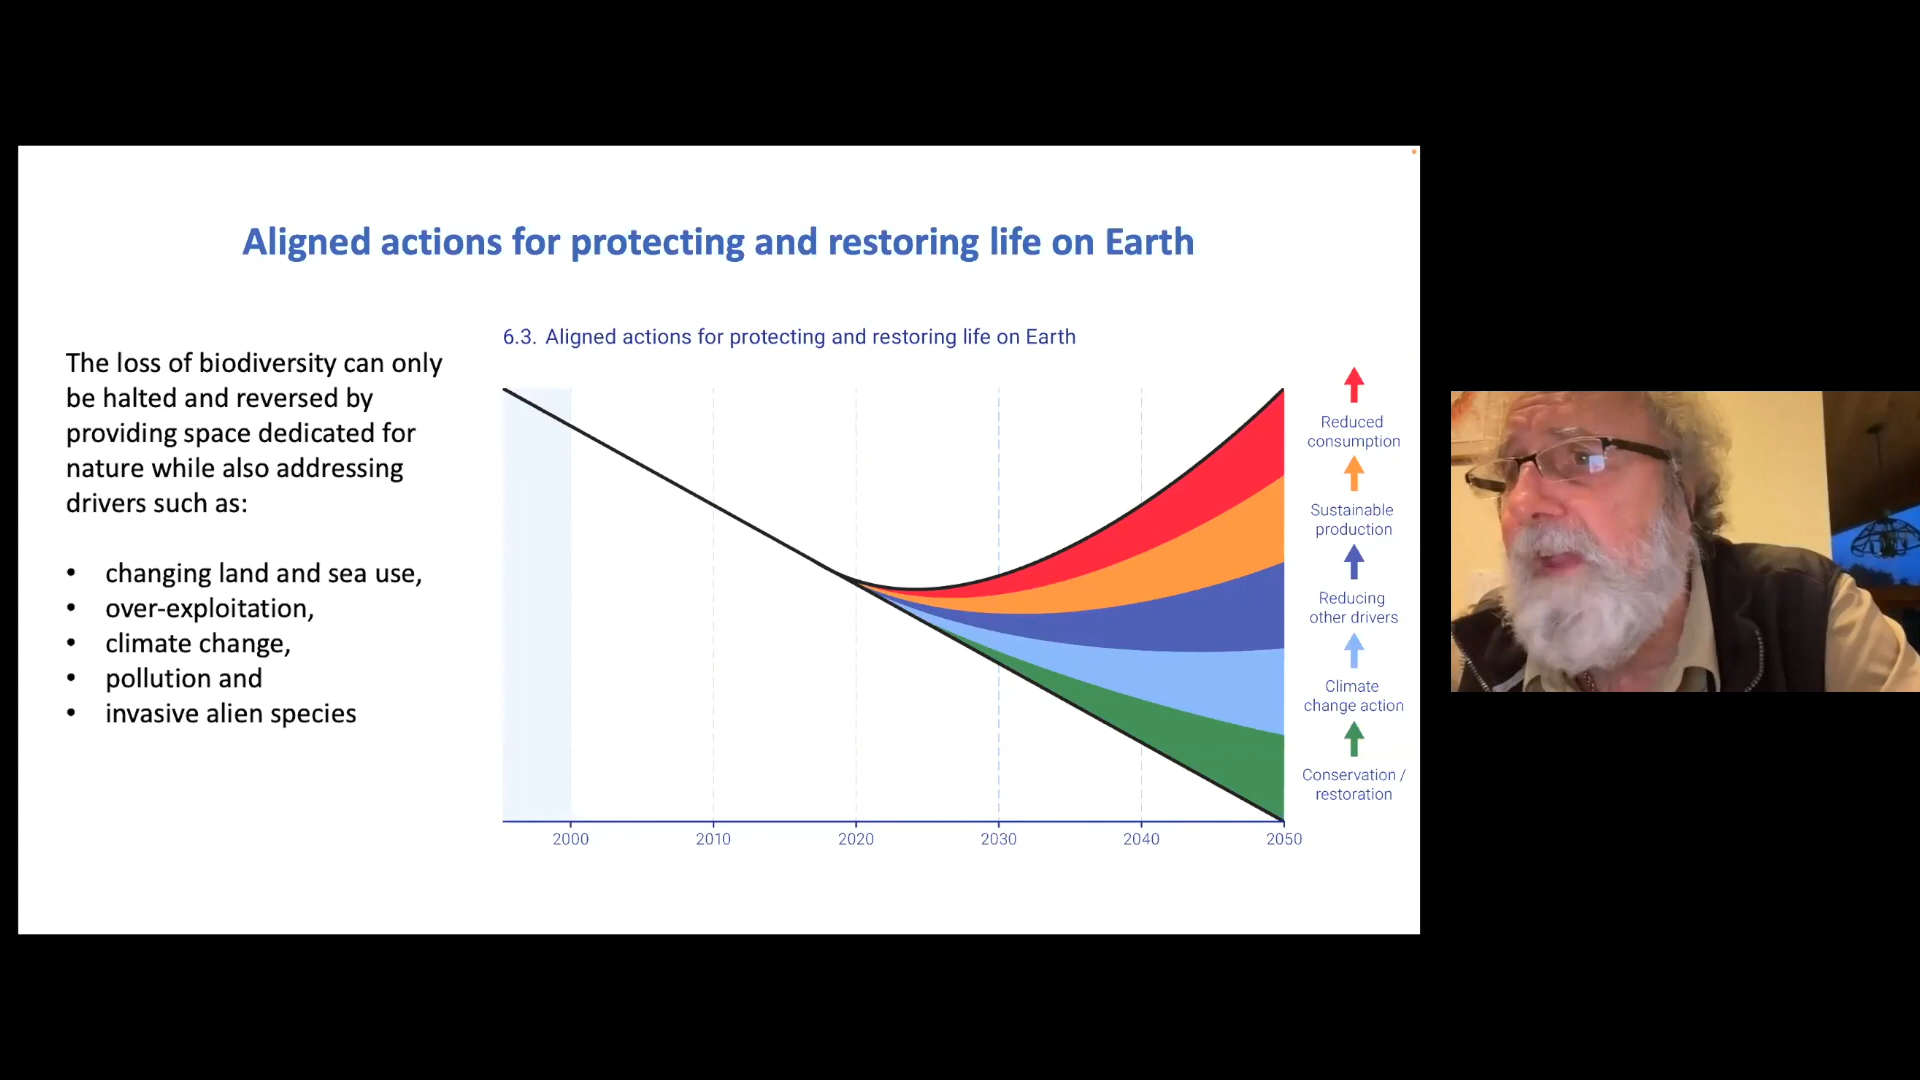 Aligned actions for protecting and restoring life on Earth
The loss of biodiversity can only
be halted and reversed by
providing space dedicated for
nature while also addressing
drivers such as:
• changing land and sea use,
• over-exploitation,
• climate change,
• pollution and
• invasive alien species
6.3. Aligned actions for protecting and restoring life on Earth
Reduced
consumption
Sustainable
production
Reducing
other drivers
Climate
change action
Conservation /
restoration
2000 2010 2020 2030 2040 2050